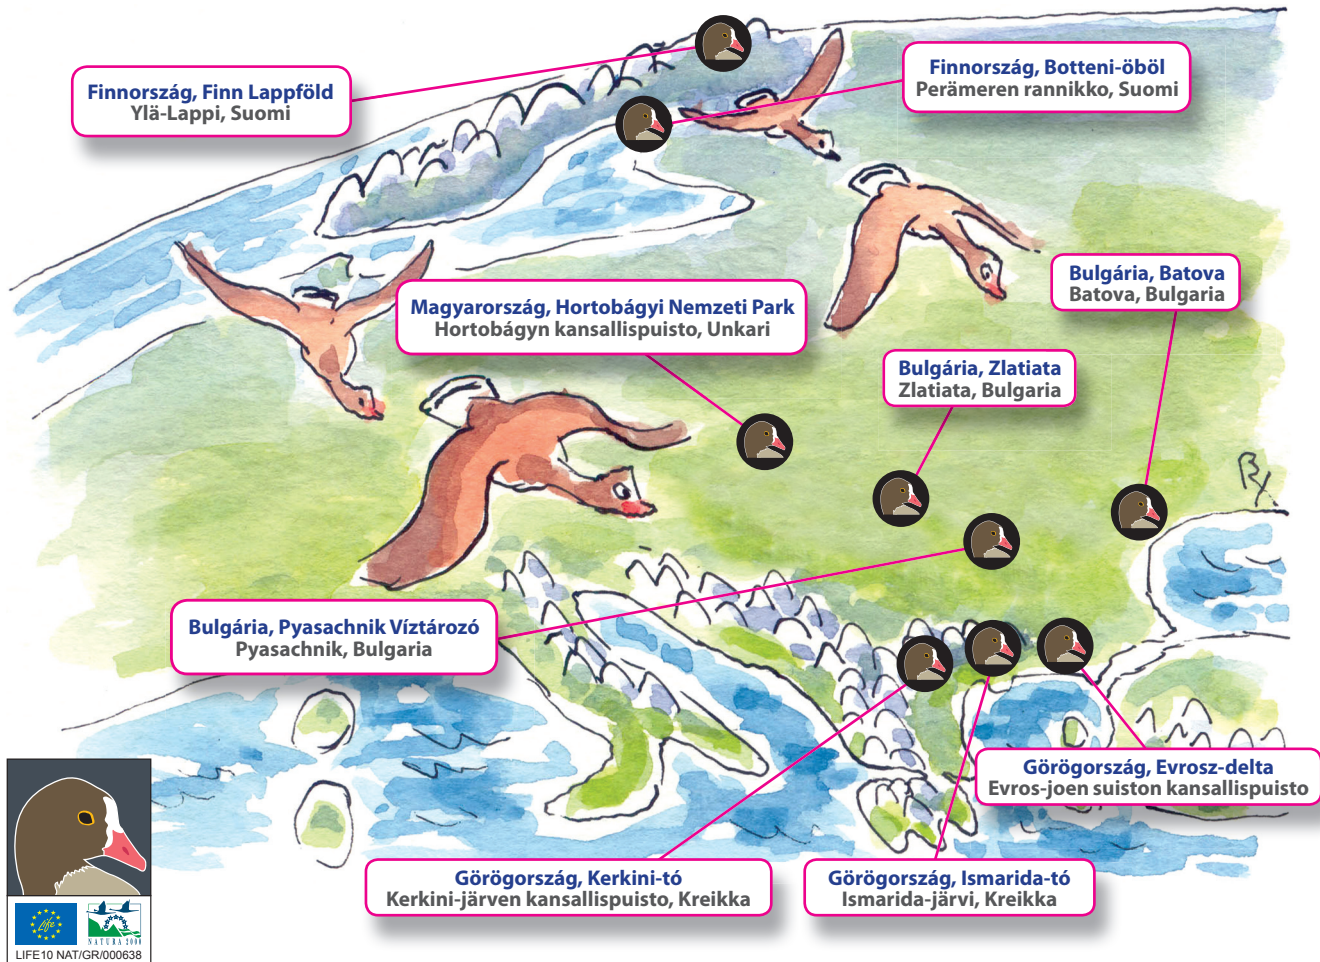 Finnország, Finn Lappföld
Ylä-Lappi, Suomi
Finnország, Botteni-öböl
Perämeren rannikko, Suomi
Bulgária, Batova
Batova, Bulgaria
Magyarország, Hortobágyi Nemzeti Park
Hortobágyn kansallispuisto, Unkari
Bulgária, Zlatiata
Zlatiata, Bulgaria
Bulgária, Pyasachnik Víztározó
Pyasachnik, Bulgaria
Görögország, Evrosz-delta
Evros-joen suiston kansallispuisto
Görögország, Kerkini-tó
Kerkini-järven kansallispuisto, Kreikka
Görögország, Ismarida-tó
Ismarida-järvi, Kreikka
Life
NATURA 2000
LIFE10 NAT/GR/000638